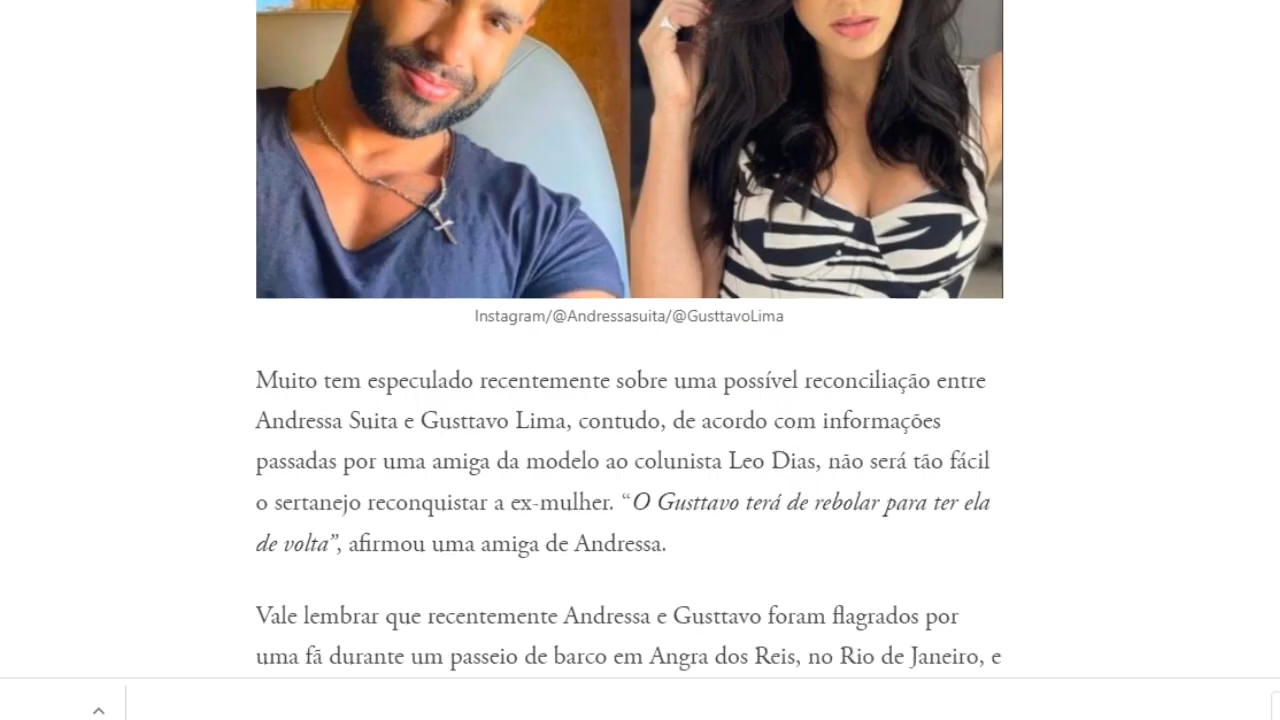 Instagram/@Andressasuita/@GusttavoLima
Muito tem especulado recentemente sobre uma possível reconciliação entre
Andressa Suita e Gusttavo Lima, contudo, de acordo com informações
passadas por uma amiga da modelo ao colunista Leo Dias, não será tão fácil
o sertanejo reconquistar a ex-mulher. “O Gusttavo terá de rebolar para ter ela
de volta”, afirmou uma amiga de Andressa.
Vale lembrar que recentemente Andressa e Gusttavo foram flagrados por
uma fã durante um passeio de barco em Angra dos Reis, no Rio de Janeiro, e